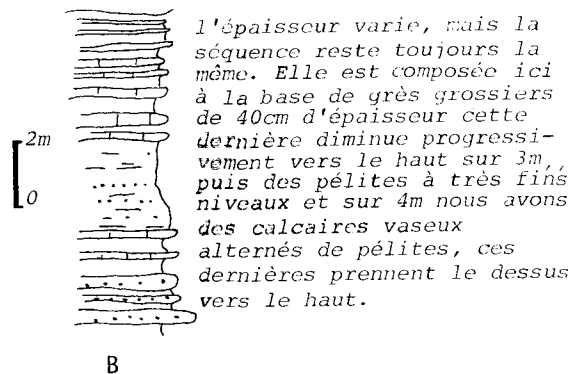 l'épaisseur varie, mais la
séquence reste toujours la
même. Elle est composée ici
à la base de grès grossiers
de 40cm d'épaisseur cette
dernière diminue progressi-
vement vers le haut sur 3m,
puis des pélites à très fins
niveaux et sur 4m nous avons
des calcaires vaseux
alternés de pélites, ces
dernières prennent le dessus
vers le haut.
2m
0
B